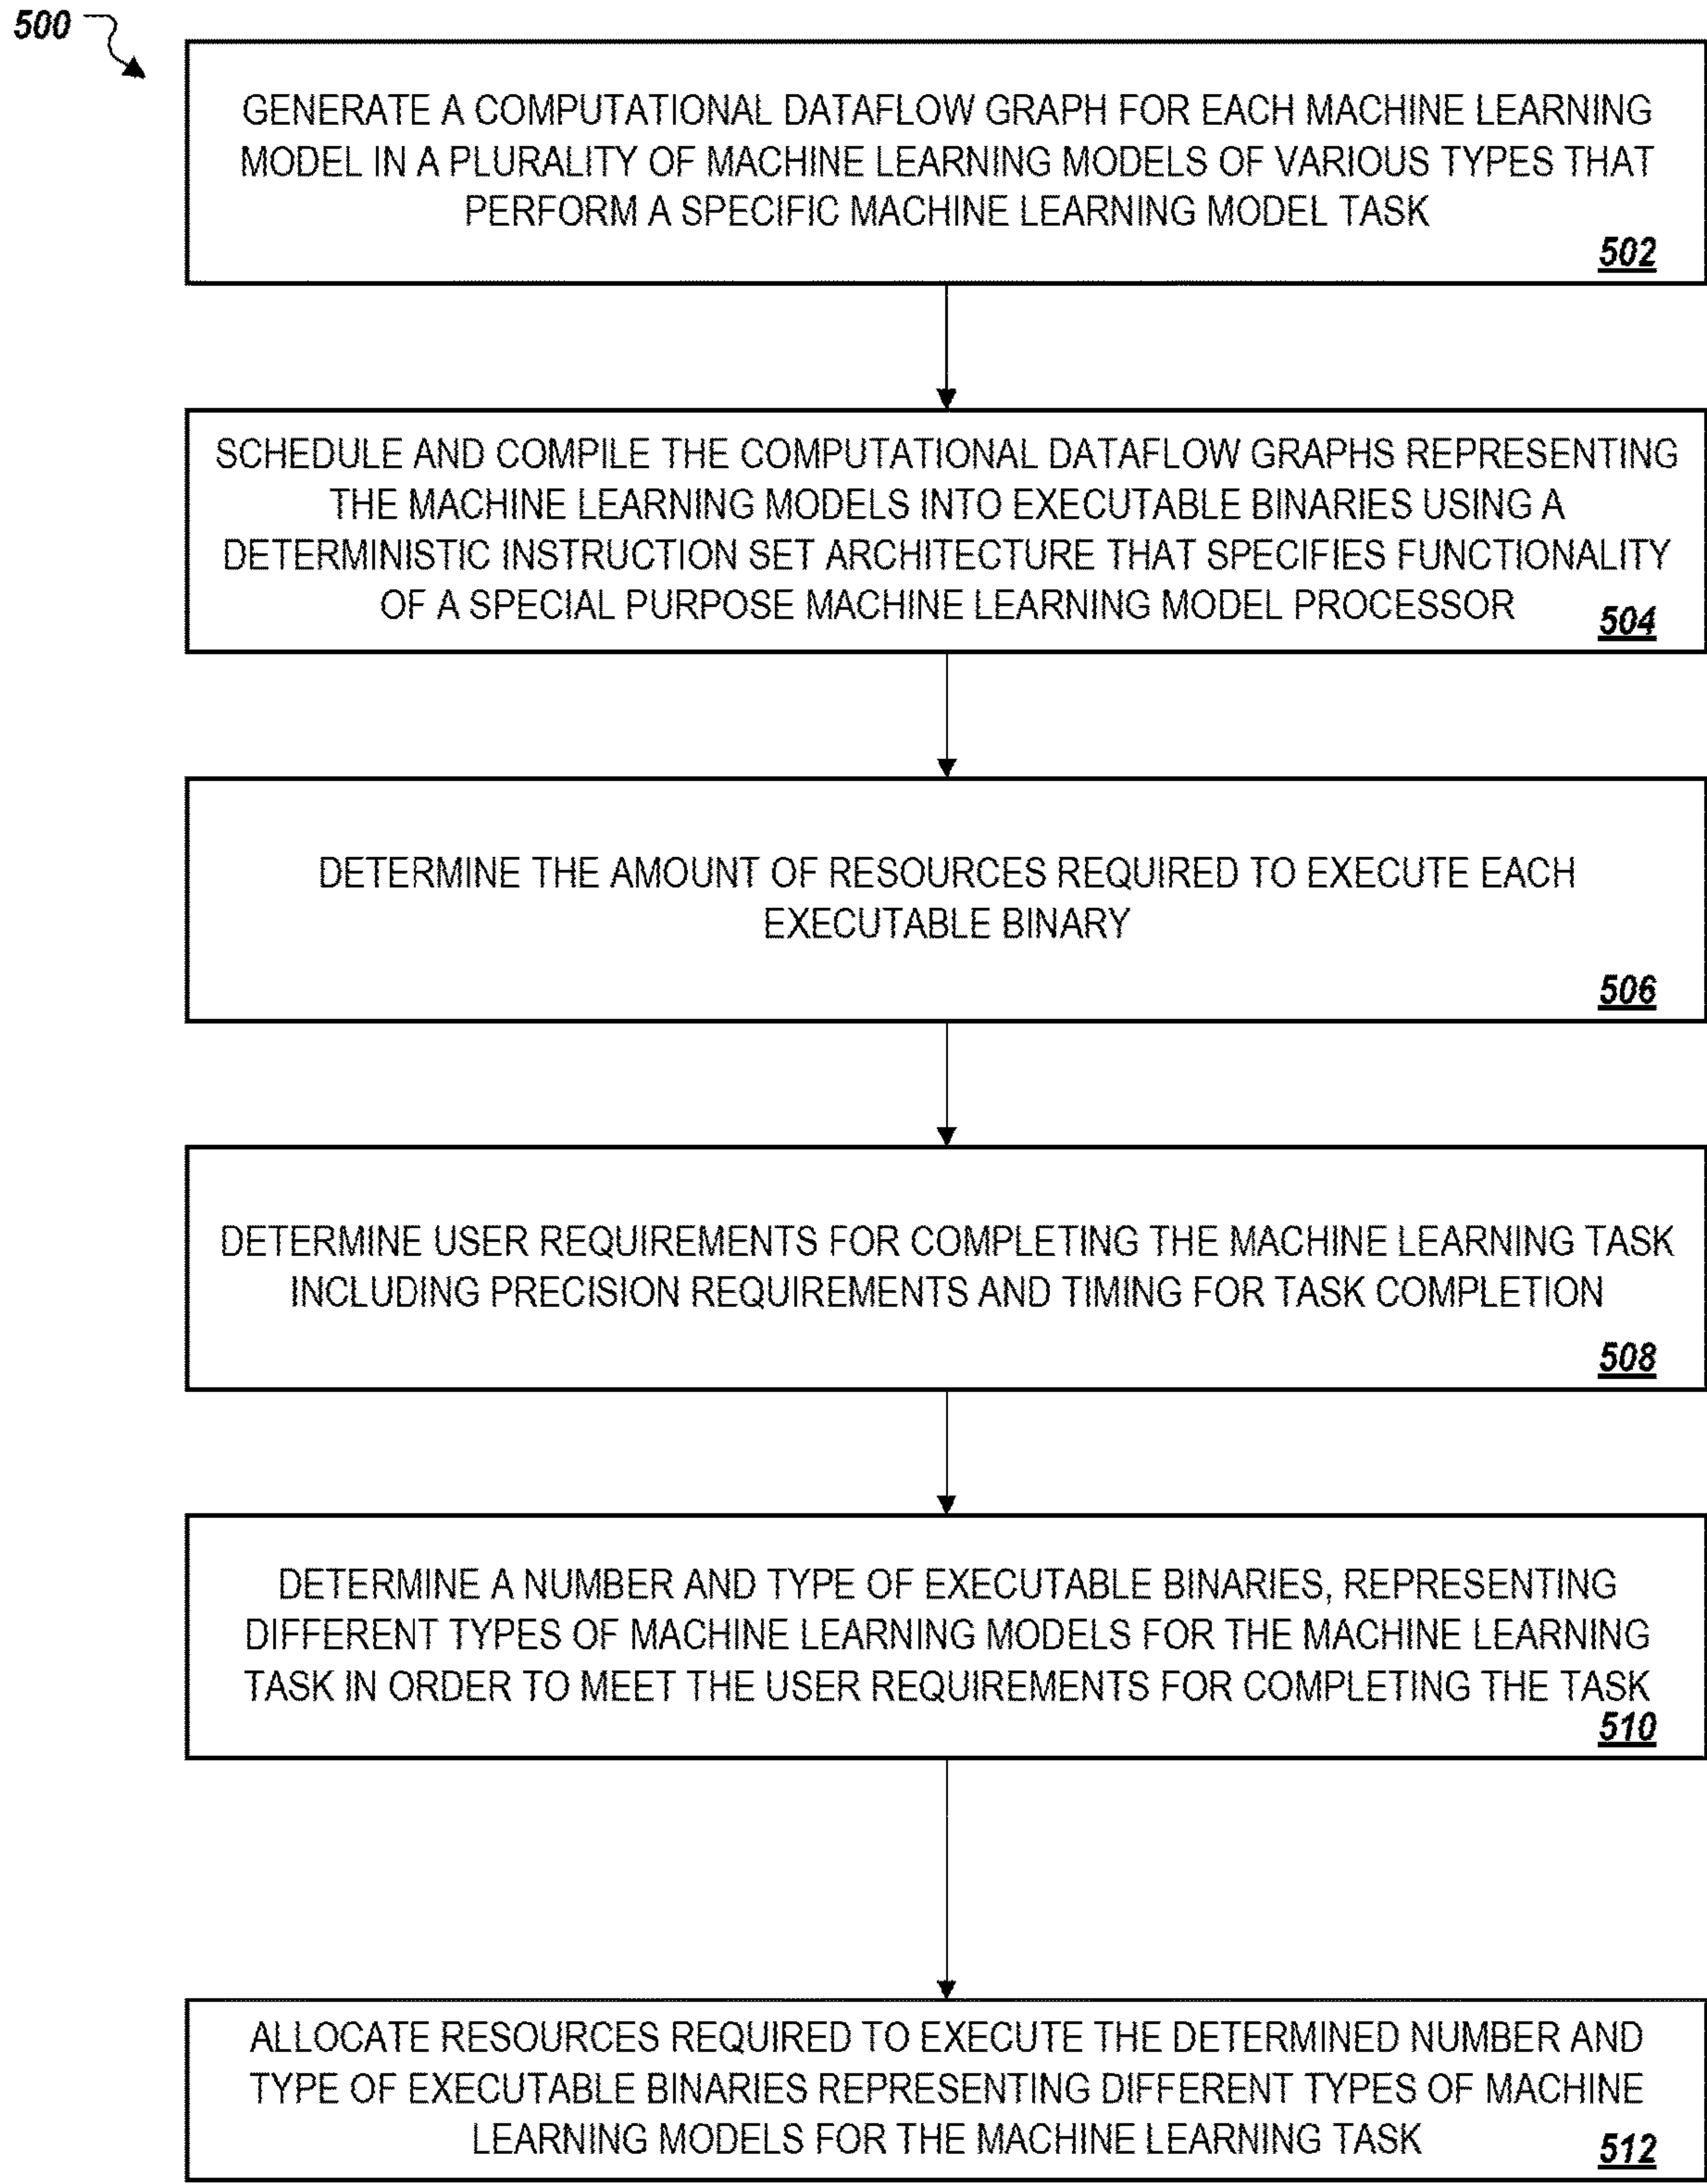 500
GENERATE A COMPUTATIONAL DATAFLOW GRAPH FOR EACH MACHINE LEARNING
MODEL IN A PLURALITY OF MACHINE LEARNING MODELS OF VARIOUS TYPES THAT
PERFORM A SPECIFIC MACHINE LEARNING MODEL TASK
502
SCHEDULE AND COMPILE THE COMPUTATIONAL DATAFLOW GRAPHS REPRESENTING
THE MACHINE LEARNING MODELS INTO EXECUTABLE BINARIES USING A
DETERMINISTIC INSTRUCTION SET ARCHITECTURE THAT SPECIFIES FUNCTIONALITY
OF A SPECIAL PURPOSE MACHINE LEARNING MODEL PROCESSOR
504
DETERMINE THE AMOUNT OF RESOURCES REQUIRED TO EXECUTE EACH
EXECUTABLE BINARY
506
DETERMINE USER REQUIREMENTS FOR COMPLETING THE MACHINE LEARNING TASK
INCLUDING PRECISION REQUIREMENTS AND TIMING FOR TASK COMPLETION
508
DETERMINE A NUMBER AND TYPE OF EXECUTABLE BINARIES, REPRESENTING
DIFFERENT TYPES OF MACHINE LEARNING MODELS FOR THE MACHINE LEARNING
TASK IN ORDER TO MEET THE USER REQUIREMENTS FOR COMPLETING THE TASK
510
ALLOCATE RESOURCES REQUIRED TO EXECUTE THE DETERMINED NUMBER AND
TYPE OF EXECUTABLE BINARIES REPRESENTING DIFFERENT TYPES OF MACHINE
LEARNING MODELS FOR THE MACHINE LEARNING TASK
512